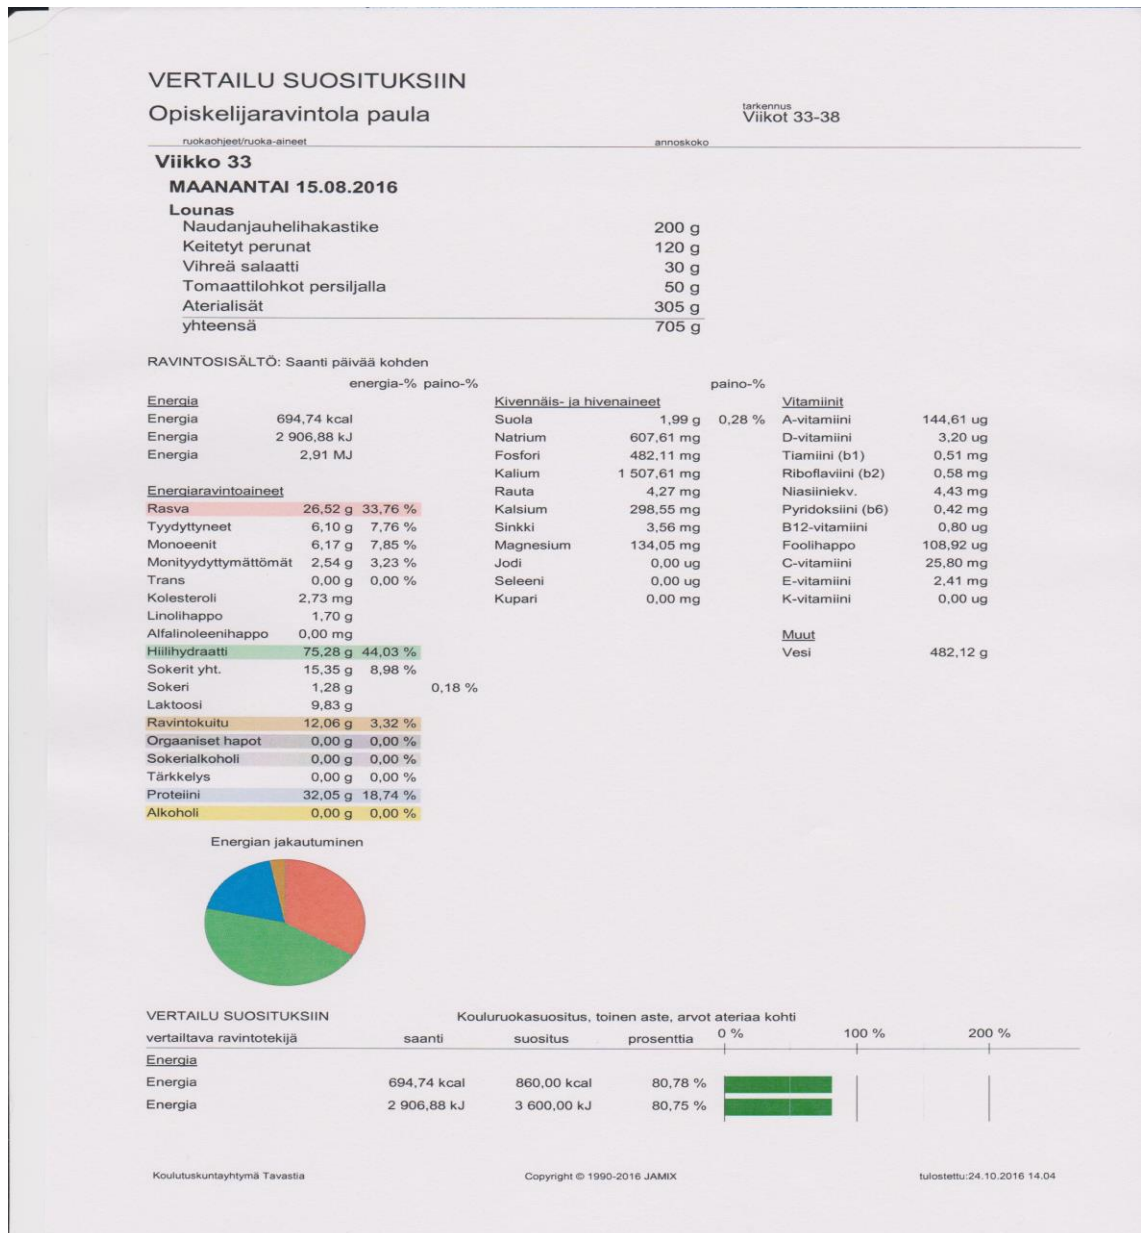 VERTAILU SUOSITUKSIIN
Opiskelijaravintola paula
tarkennus
Viikot 33-38
ruokaohjeet/ruoka-aineet annoskoko
Viikko 33
MAANANTAI 15.08.2016
Lounas
Naudanjauhelihakastike 200 g
Keitetyt perunat 120 g
Vihreä salaatti 30 g
Tomaattilohkot persiljalla 50 g
Aterialisät 305 g
yhteensä 705 g
RAVINTOSISÄLTÖ: Saanti päivää kohden
energia-% paino-%
Energia
Energia 694,74 kcal
Energia 2 906,88 kJ
Energia 2,91 MJ
Energiaravintoaineet
Rasva 26,52 g 33,76 %
Tyydyttyneet 6,10 g 7,76 %
Monoeenit 6,17 g 7,85 %
Monityydyttymättömät 2,54 g 3,23 %
Trans 0,00 g 0,00 %
Kolesteroli 2,73 mg
Linolihappo 1,70 g
Alfalinoleenihappo 0,00 mg
Hiilihydraatti 75,28 g 44,03 %
Sokerit yht. 15,35 g 8,98 %
Sokeri 1,28 g 0,18 %
Laktoosi 9,83 g
Ravintokuitu 12,06 g 3,32 %
Orgaaniset hapot 0,00 g 0,00 %
Sokerialkoholi 0,00 g 0,00 %
Tärkkelys 0,00 g 0,00 %
Proteiini 32,05 g 18,74 %
Alkoholi 0,00 g 0,00 %
paino-%
Kivennäis- ja hivenaineet
Suola 1,99 g 0,28 %
Natrium 607,61 mg
Fosfori 482,11 mg
Kalium 1 507,61 mg
Rauta 4,27 mg
Kalsium 298,55 mg
Sinkki 3,56 mg
Magnesium 134,05 mg
Jodi 0,00 ug
Seleeni 0,00 ug
Kupari 0,00 mg
Vitamiinit
A-vitamiini 144,61 ug
D-vitamiini 3,20 ug
Tiamiini (b1) 0,51 mg
Riboflaviini (b2) 0,58 mg
Niasiiniekv. 4,43 mg
Pyridoksiini (b6) 0,42 mg
B12-vitamiini 0,80 ug
Foolihappo 108,92 ug
C-vitamiini 25,80 mg
E-vitamiini 2,41 mg
K-vitamiini 0,00 ug
Muut
Vesi 482,12 g
Energian jakautuminen
VERTAILU SUOSITUKSIIN Kouluruokasuositus, toinen aste, arvot ateriaa kohti
vertailtava ravintotekijä saanti suositus prosenttia 0 % 100 % 200 %
Energia
Energia 694,74 kcal 860,00 kcal 80,78 %
Energia 2 906,88 kJ 3 600,00 kJ 80,75 %
Koulutuskuntayhtymä Tavastia Copyright © 1990-2016 JAMIX tulostettu:24.10.2016 14.04